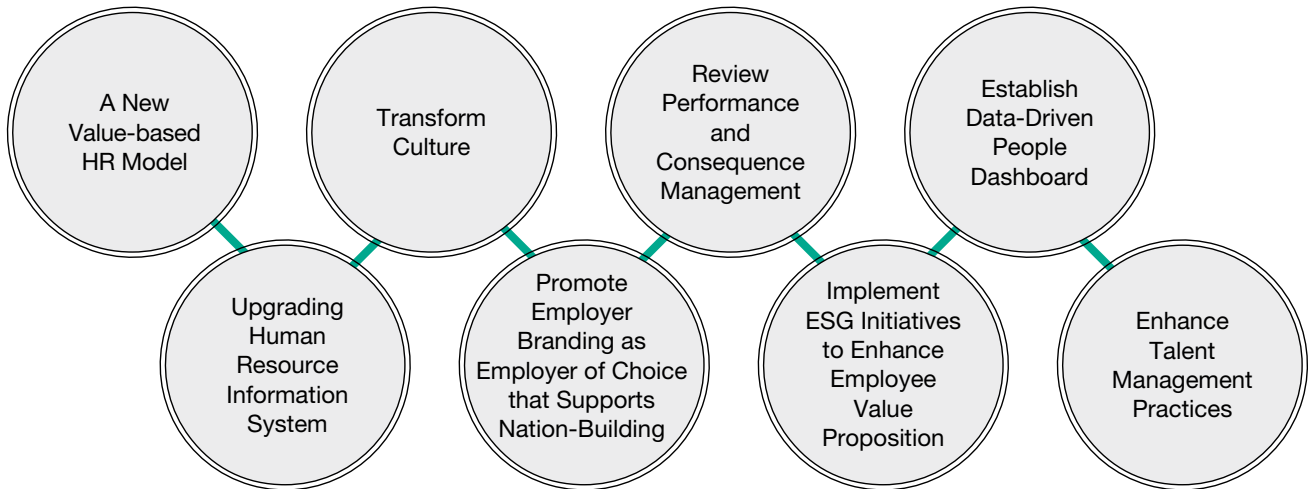 A New
Value-based
HR Model
Upgrading
Human
Resource
Information
System
Transform
Culture
Promote
Employer
Branding as
Employer of Choice
that Supports
Nation-Building
Review
Performance
and
Consequence
Management
Implement
ESG Initiatives
to Enhance
Employee
Value
Proposition
Establish
Data-Driven
People
Dashboard
Enhance
Talent
Management
Practices